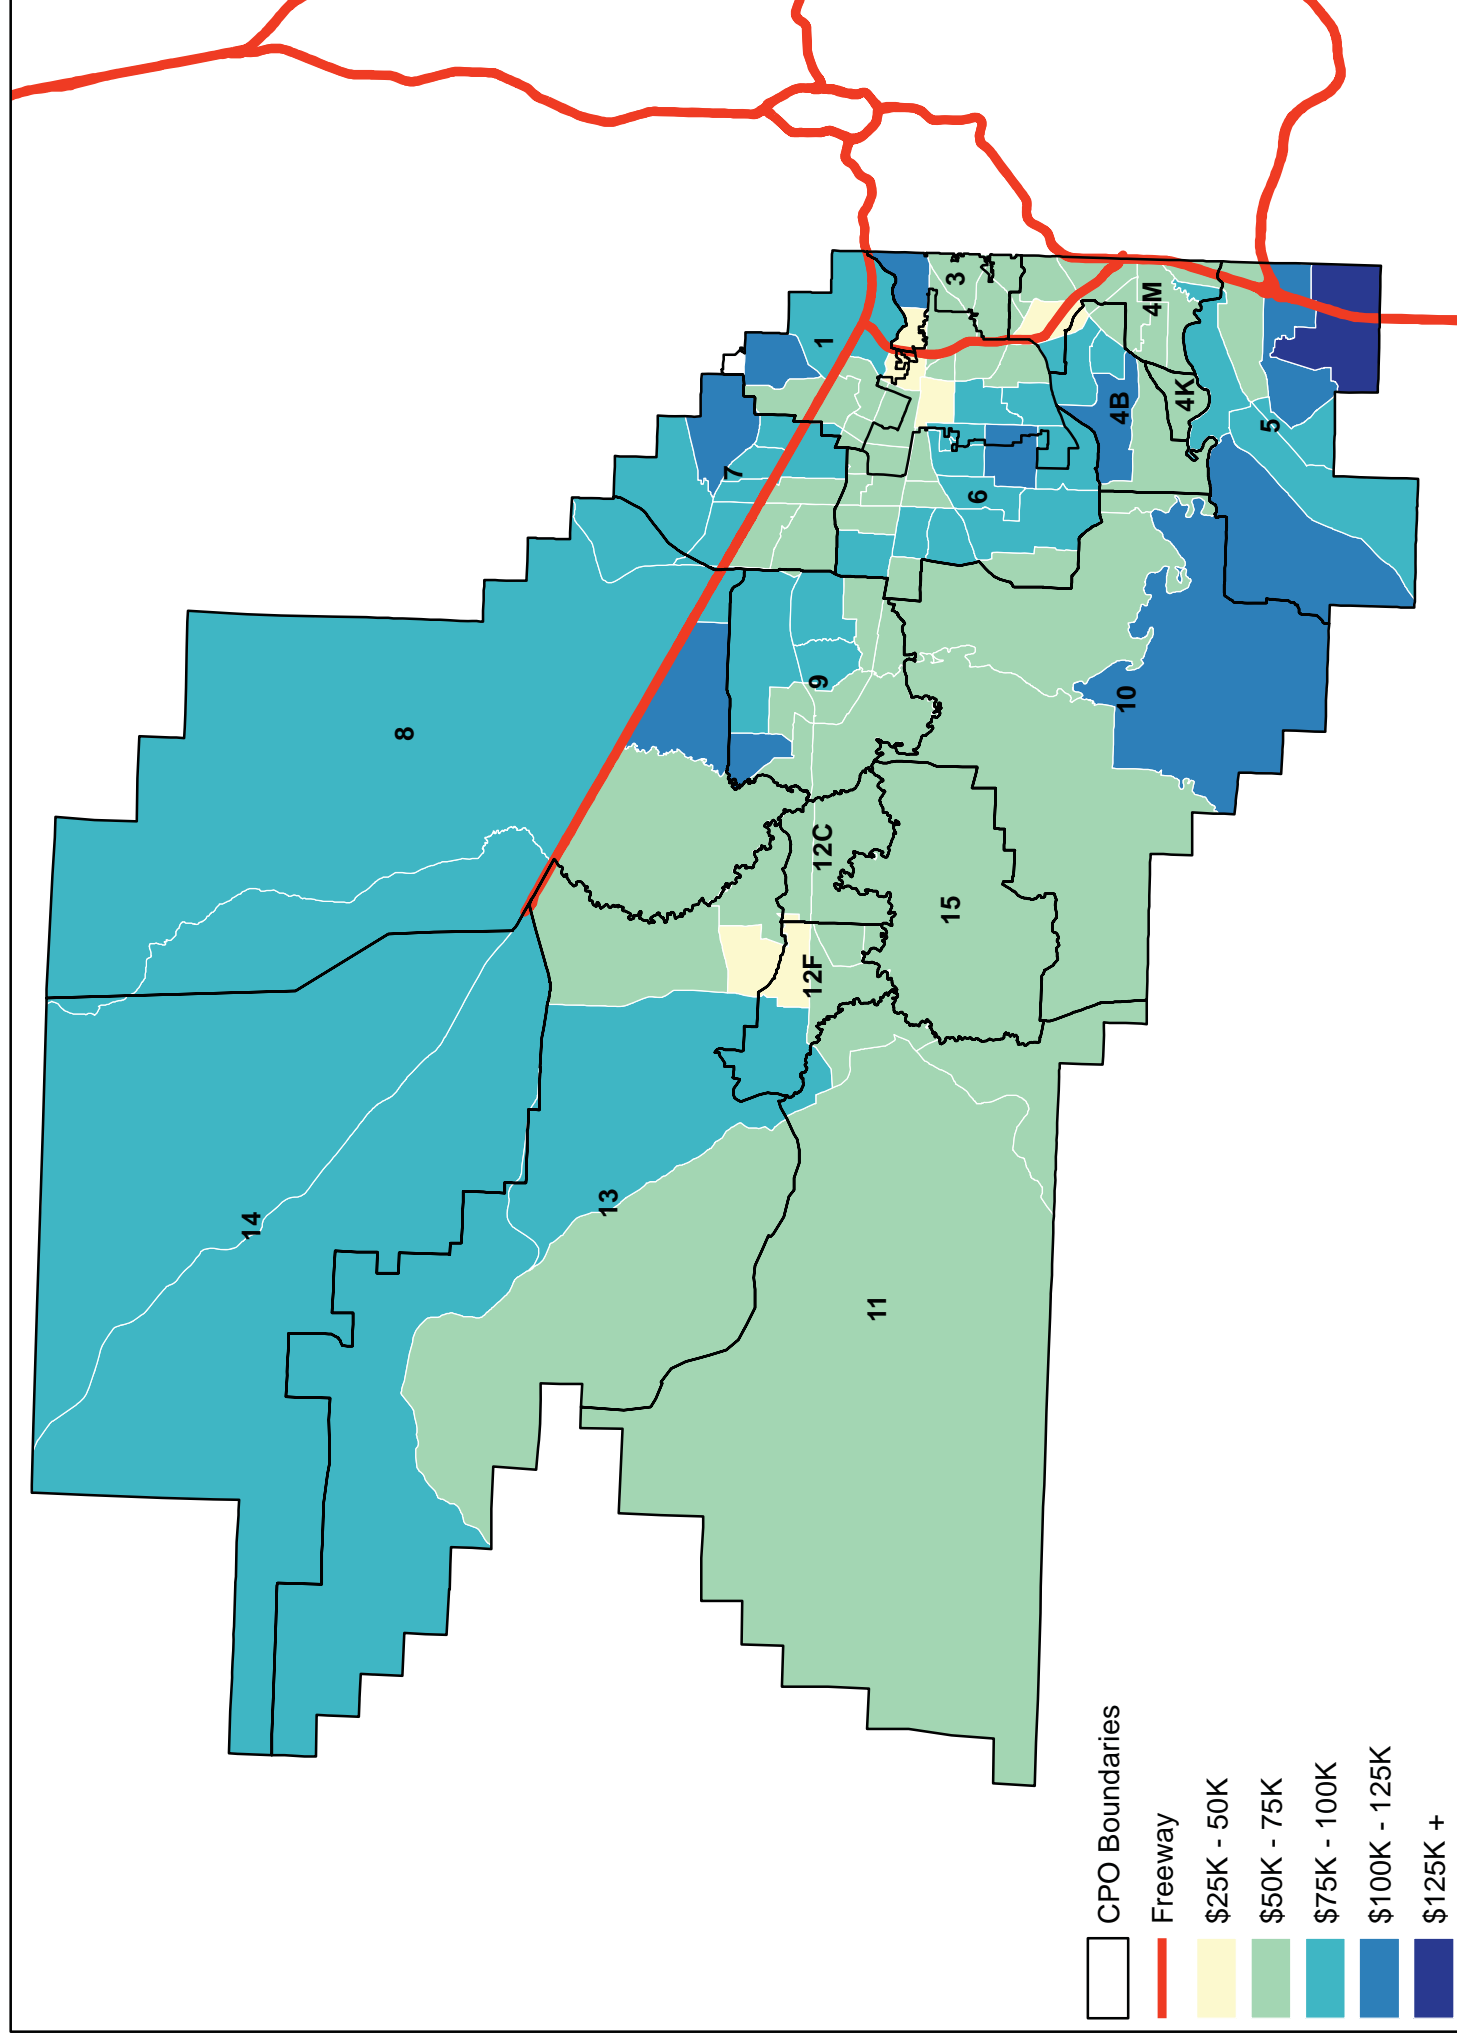 14
8
7
1
13
9
12C
12F
3
6
15
11
10
4M
4B
4K
5
CPO Boundaries
Freeway
$25K - 50K
$50K - 75K
$75K - 100K
$100K - 125K
$125K +